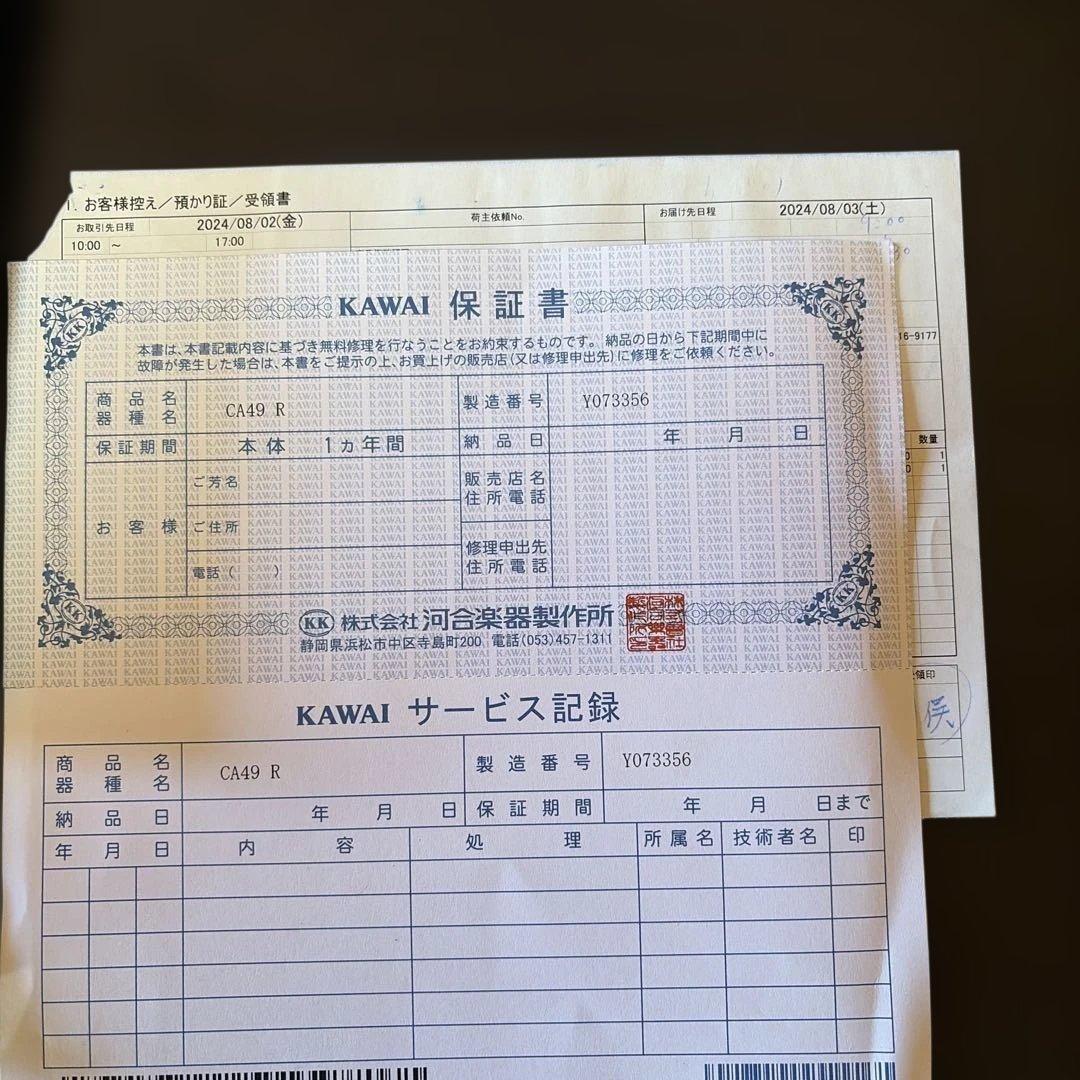 お客様控え／預かり証／受領書
お取引先日程 2024/08/02(金) 荷主依頼No. お届け先日程 2024/08/03(土)
10:00 ～ 17:00
16-9177
数量
1
1
KAWAI 保証書
本書は、本書記載内容に基づき無料修理を行なうことをお約束するものです。納品の日から下記期間中に
故障が発生した場合は、本書をご提示の上、お買上げの販売店(又は修理申出先)に修理をご依頼ください。
商品名
器種名 CA49 R 製造番号 Y073356
保証期間 本体 1ヵ年間 納品日 年 月 日
お客様 ご芳名 販売店名
住所電話
ご住所
修理申出先
住所電話
電話（ ）
KK 株式会社 河合楽器製作所
静岡県浜松市中区寺島町200 電話(053)457-1311
領印
KAWAI サービス記録
商品名
器種名 CA49 R 製造番号 Y073356
納品日 年 月 日 保証期間 年 月 日まで
年 月 日 内容 処理 所属名 技術者名 印